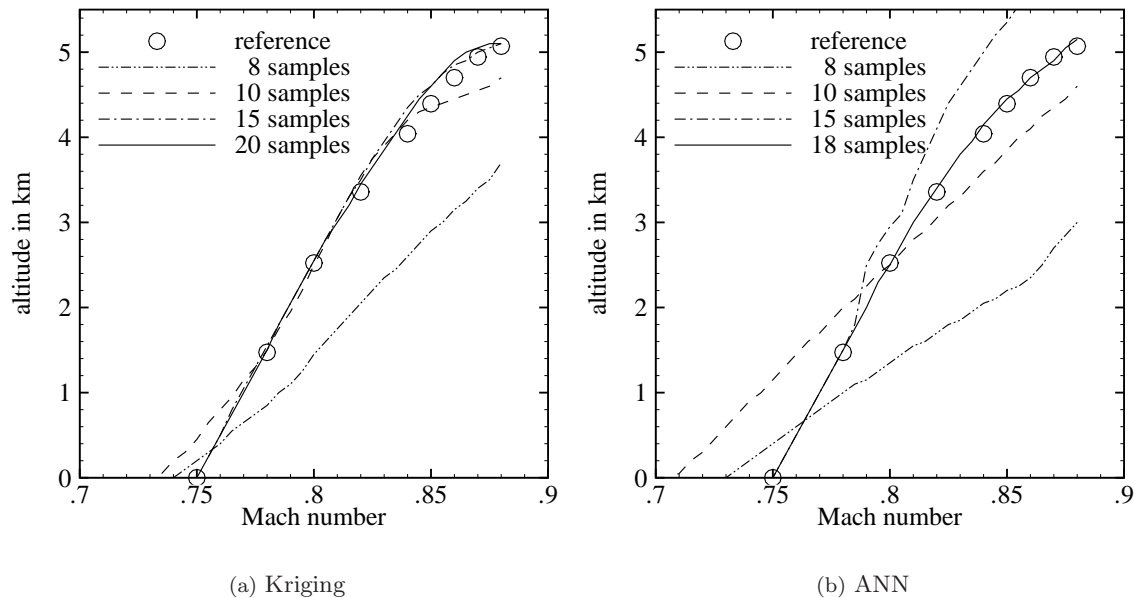 reference
8 samples
10 samples
15 samples
20 samples
altitude in km
5
4
3
2
1
0
.7
.75
.8
.85
.9
Mach number
(a) Kriging
reference
8 samples
10 samples
15 samples
18 samples
altitude in km
5
4
3
2
1
0
.7
.75
.8
.85
.9
Mach number
(b) ANN